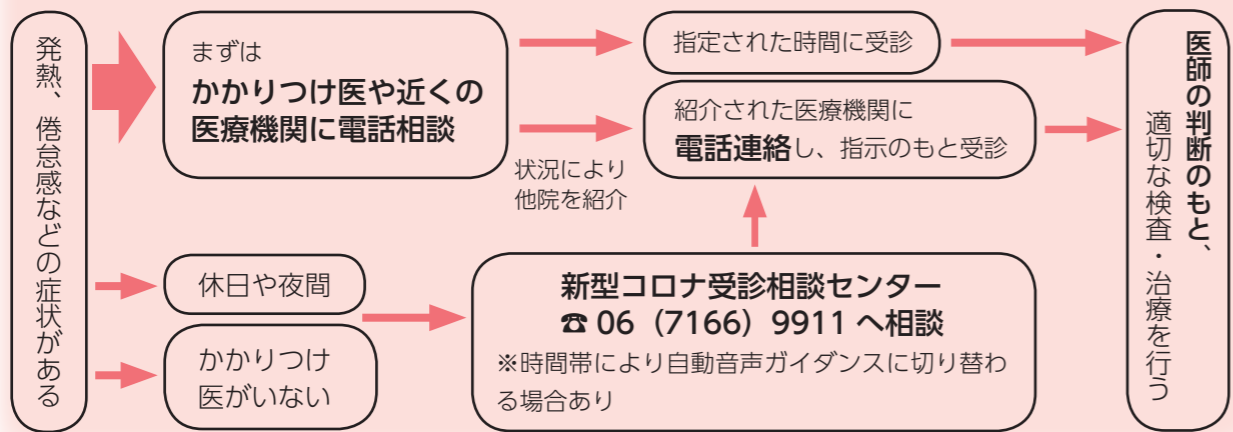 発熱、倦怠感などの症状がある
まずは
かかりつけ医や近くの
医療機関に電話相談
指定された時間に受診
状況により
他院を紹介
紹介された医療機関に
電話連絡し、指示のもと受診
休日や夜間
かかりつけ
医がいない
新型コロナ受診相談センター
☎ 06（7166）9911 へ相談
※時間帯により自動音声ガイダンスに切り替わ
る場合あり
医師の判断のもと、
適切な検査・治療を行う